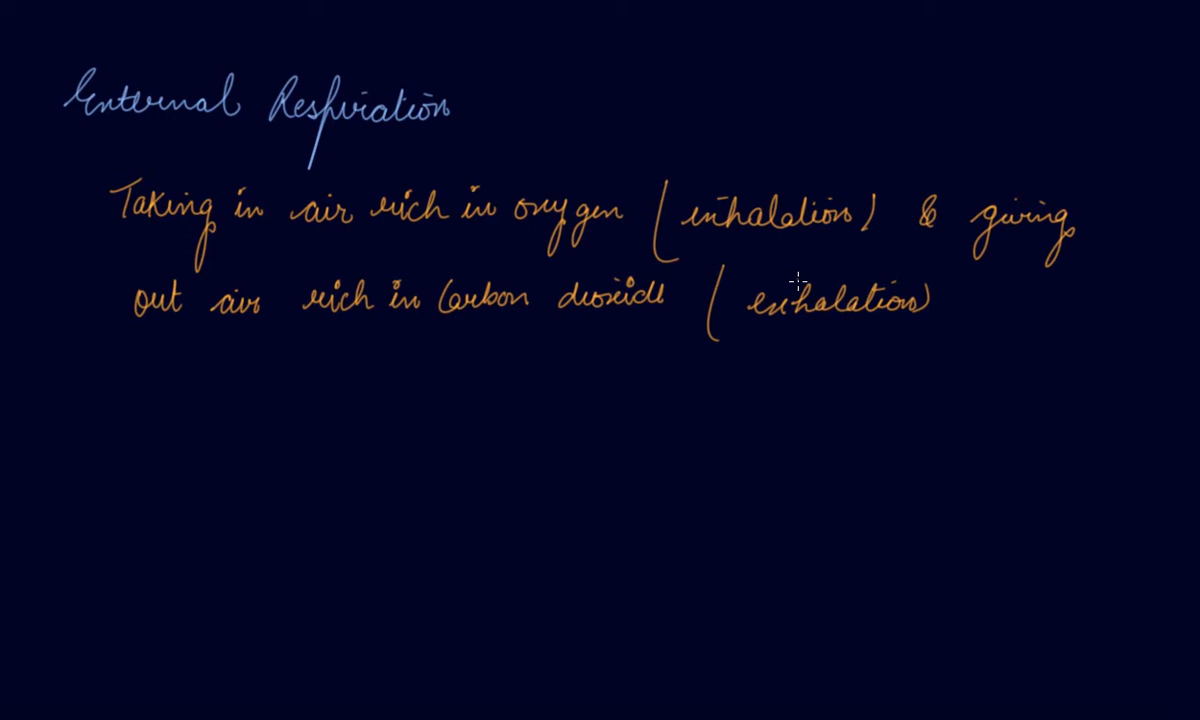 External Respiration
Taking in air rich in oxygen (inhalation) & giving
out air rich in Carbon dioxide (exhalation)